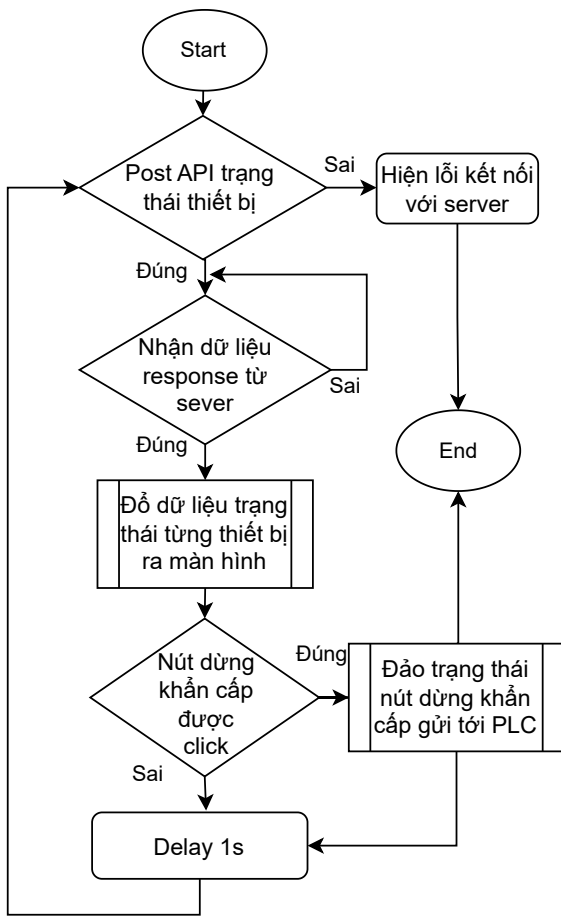 Start
Post API trạng
thái thiết bị
Sai
Hiện lỗi kết nối
với server
Đúng
Nhận dữ liệu
response từ
sever
Sai
Đúng
End
Đổ dữ liệu trạng
thái từng thiết bị
ra màn hình
Nút dừng
khẩn cấp
được
click
Đúng
Đảo trạng thái
nút dừng khẩn
cấp gửi tới PLC
Sai
Delay 1s